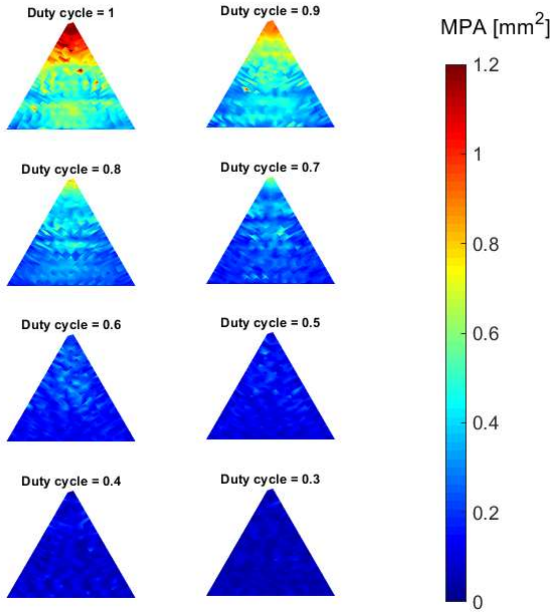 Duty cycle = 1
Duty cycle = 0.9
MPA [mm²]
1.2
1
0.8
0.6
0.4
0.2
0
Duty cycle = 0.8
Duty cycle = 0.7
Duty cycle = 0.6
Duty cycle = 0.5
Duty cycle = 0.4
Duty cycle = 0.3